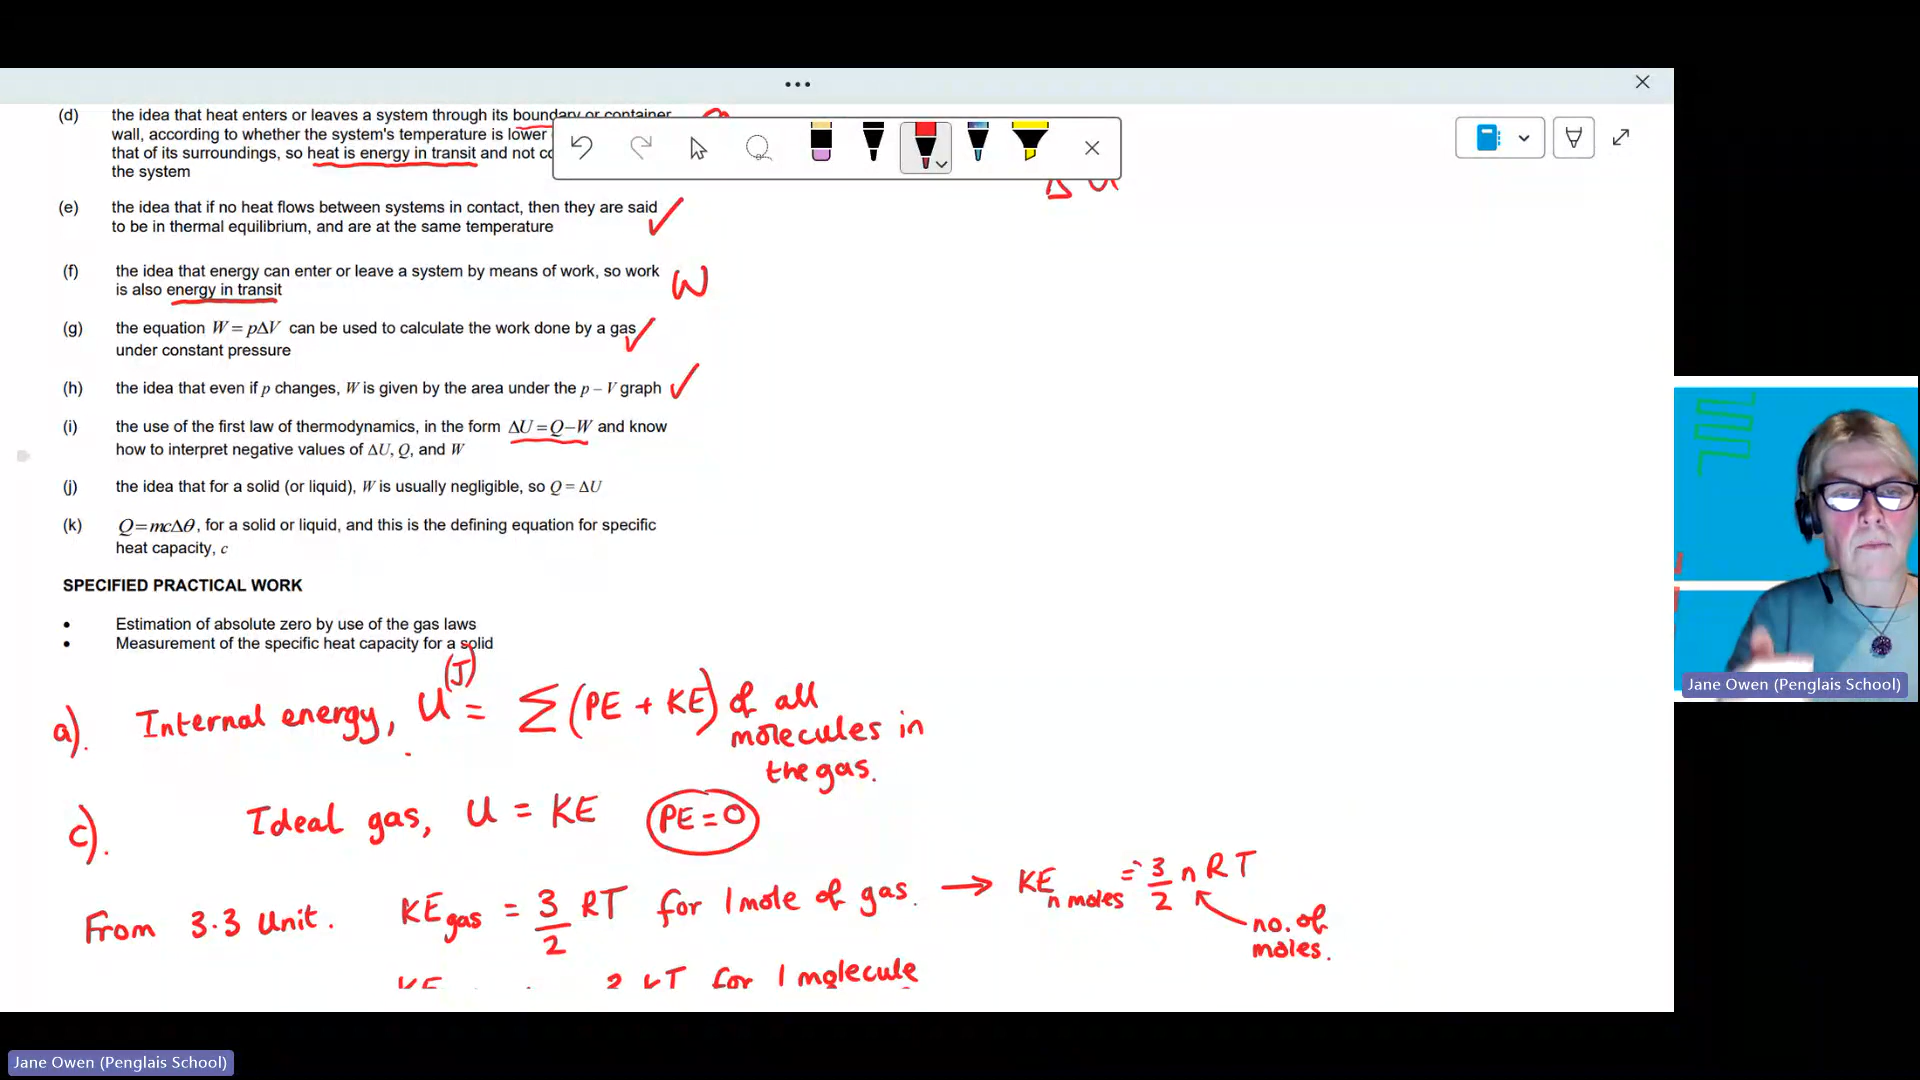 (d) the idea that heat enters or leaves a system through its boundary or container
wall, according to whether the system's temperature is lower
that of its surroundings, so heat is energy in transit and not co
the system
Δ U
(e) the idea that if no heat flows between systems in contact, then they are said
to be in thermal equilibrium, and are at the same temperature
(f) the idea that energy can enter or leave a system by means of work, so work
is also energy in transit
W
(g) the equation W = pΔV can be used to calculate the work done by a gas
under constant pressure
(h) the idea that even if p changes, W is given by the area under the p – V graph
(i) the use of the first law of thermodynamics, in the form ΔU = Q–W and know
how to interpret negative values of ΔU, Q, and W
(j) the idea that for a solid (or liquid), W is usually negligible, so Q = ΔU
(k) Q=mcΔθ, for a solid or liquid, and this is the defining equation for specific
heat capacity, c
SPECIFIED PRACTICAL WORK
• Estimation of absolute zero by use of the gas laws
• Measurement of the specific heat capacity for a solid
a). Internal energy, U (J) = Σ (PE + KE) of all
molecules in
the gas.
c). Ideal gas, U = KE PE = 0
From 3.3 Unit. KE gas = 3/2 RT for 1 mole of gas. → KE n moles = 3/2 n R T
no. of
moles.
for 1 molecule
Jane Owen (Penglais School)
Jane Owen (Penglais School)